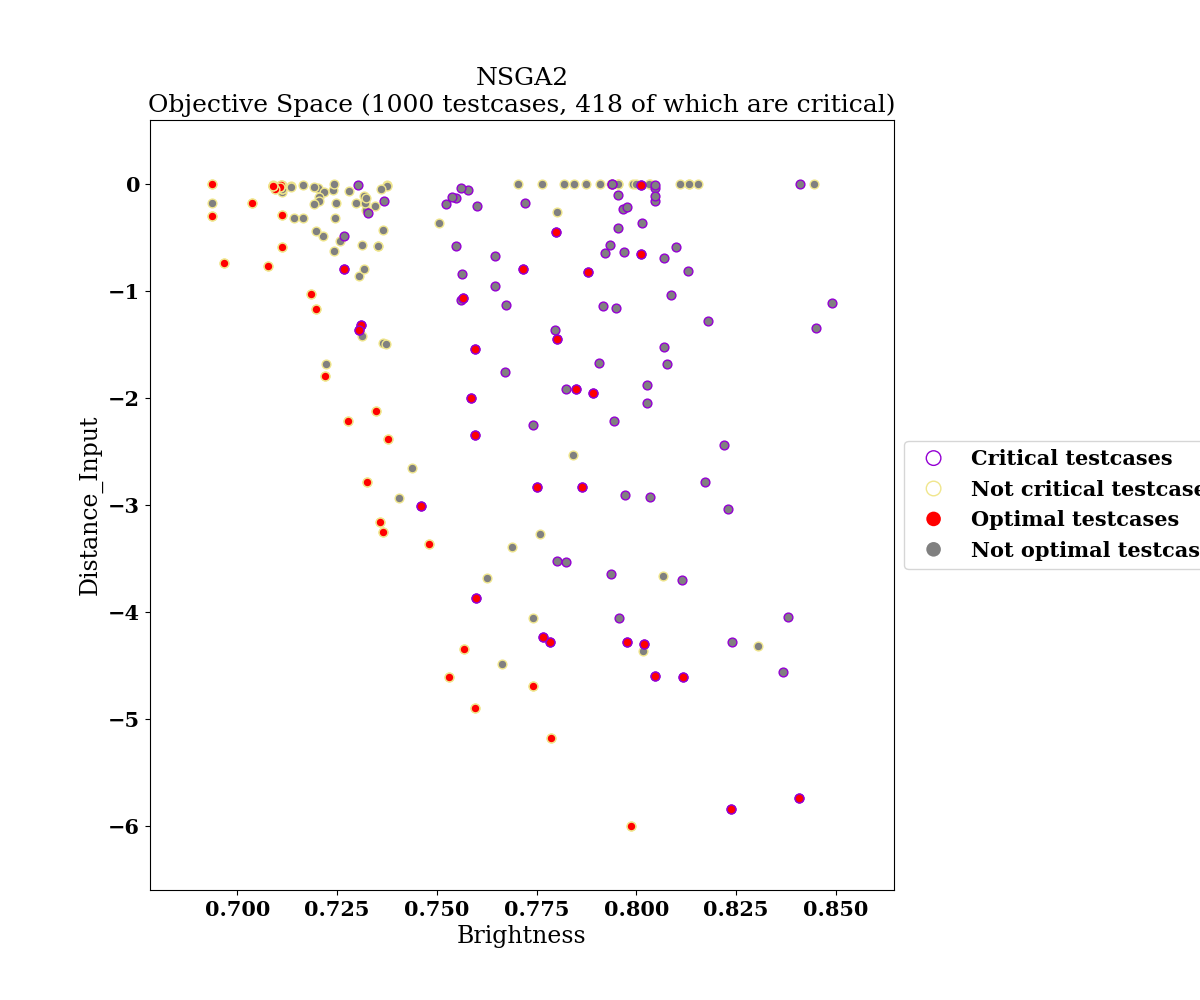 NSGA2
Objective Space (1000 testcases, 418 of which are critical)
0
−1
−2
−3
−4
−5
−6
Distance_Input
0.700 0.725 0.750 0.775 0.800 0.825 0.850
Brightness
Critical testcases
Not critical testcase
Optimal testcases
Not optimal testcas